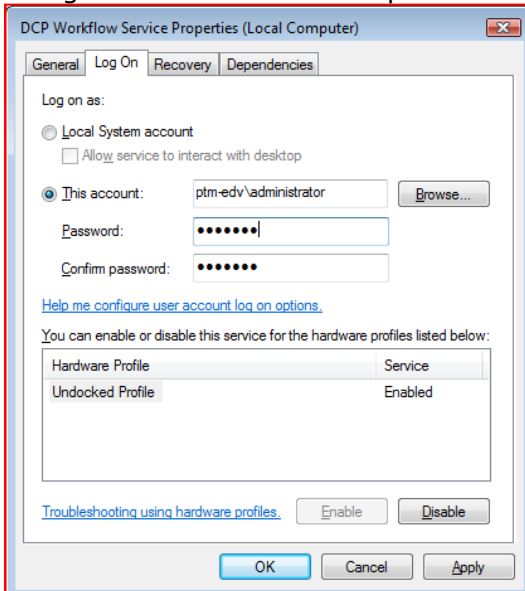 DCP Workflow Service Properties (Local Computer)
General Log On Recovery Dependencies
Log on as:
Local System account
Allow service to interact with desktop
This account: ptm-edv\administrator Browse...
Password: •••••••
Confirm password: •••••••
Help me configure user account log on options.
You can enable or disable this service for the hardware profiles listed below:
Hardware Profile Service
Undocked Profile Enabled
Troubleshooting using hardware profiles. Enable Disable
OK Cancel Apply